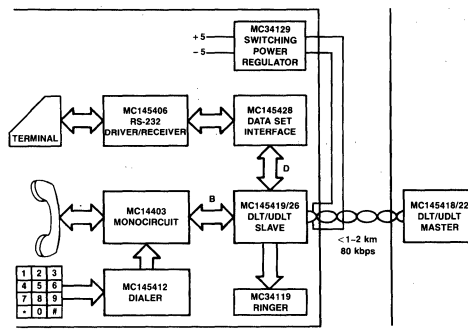 +5
-5
MC34129
SWITCHING
POWER
REGULATOR
TERMINAL
MC145406
RS-232
DRIVER/RECEIVER
MC145428
DATA SET
INTERFACE
D
MC14403
MONOCIRCUIT
B
MC145419/26
DLT/UDLT
SLAVE
MC145418/22
DLT/UDLT
MASTER
<1-2 km
80 kbps
1 2 3
4 5 6
7 8 9
* 0 #
MC145412
DIALER
MC34119
RINGER